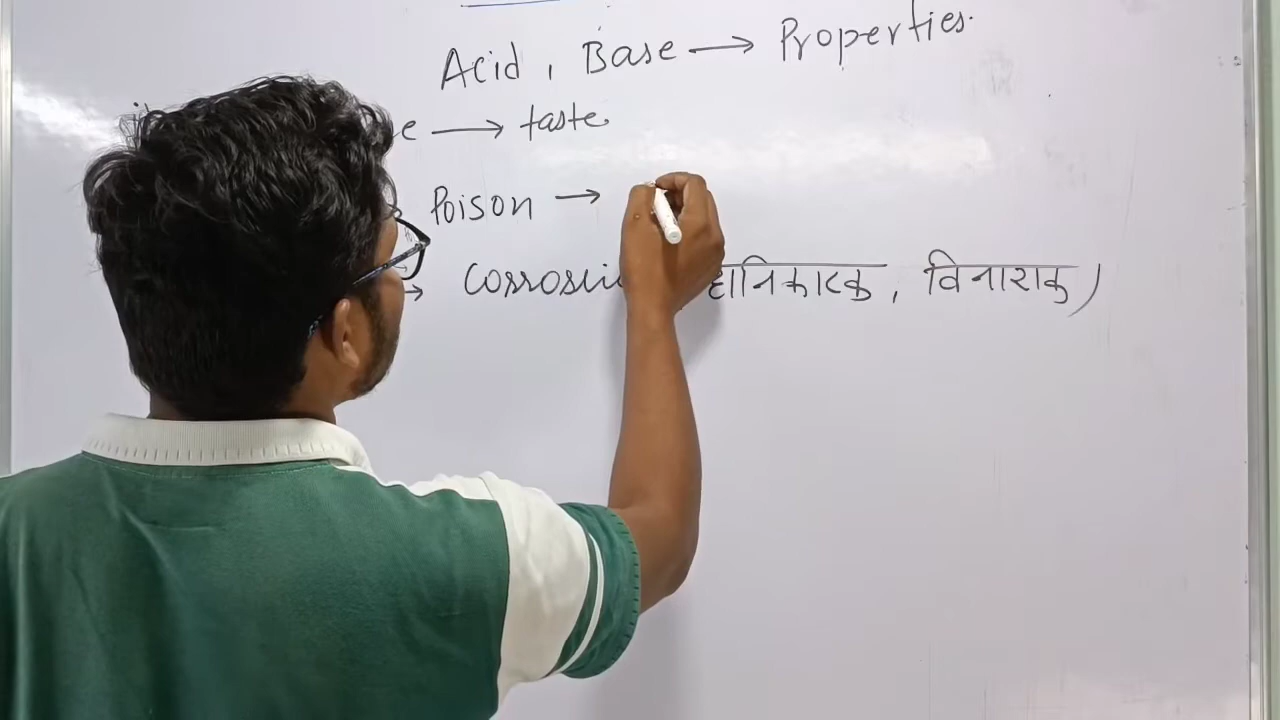 Acid, Base → Properties.
e → taste
Poison →
→ corrosi हानिकारक, विनाशक)